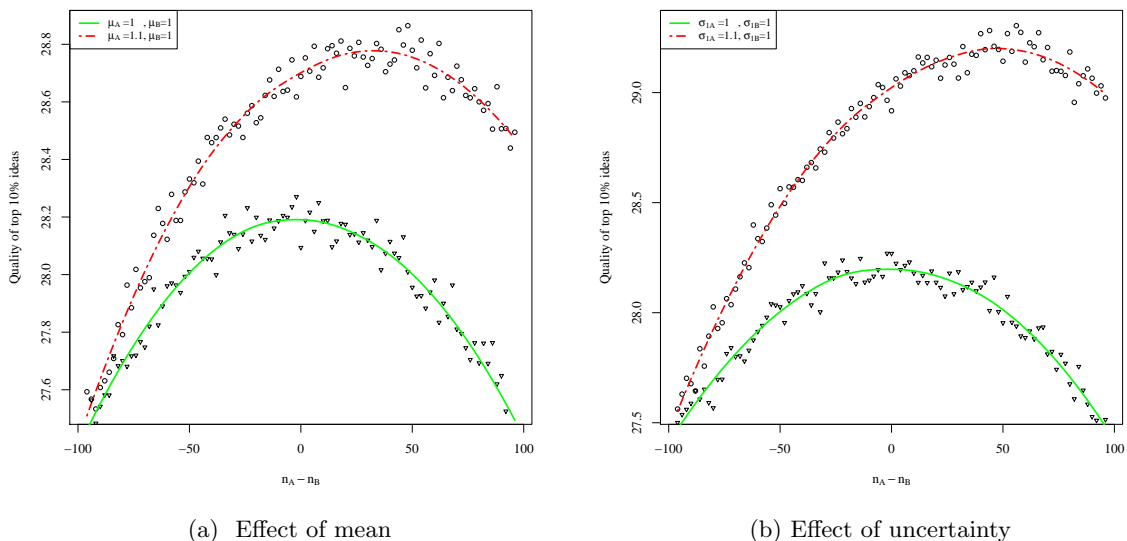 μA =1 , μB=1
μA =1.1, μB=1
Quality of top 10% ideas
28.8
28.6
28.4
28.2
28.0
27.8
27.6
−100 −50 0 50 100
nA − nB
(a) Effect of mean
σ1A =1 , σ1B=1
σ1A =1.1, σ1B=1
Quality of top 10% ideas
29.0
28.5
28.0
27.5
−100 −50 0 50 100
nA − nB
(b) Effect of uncertainty